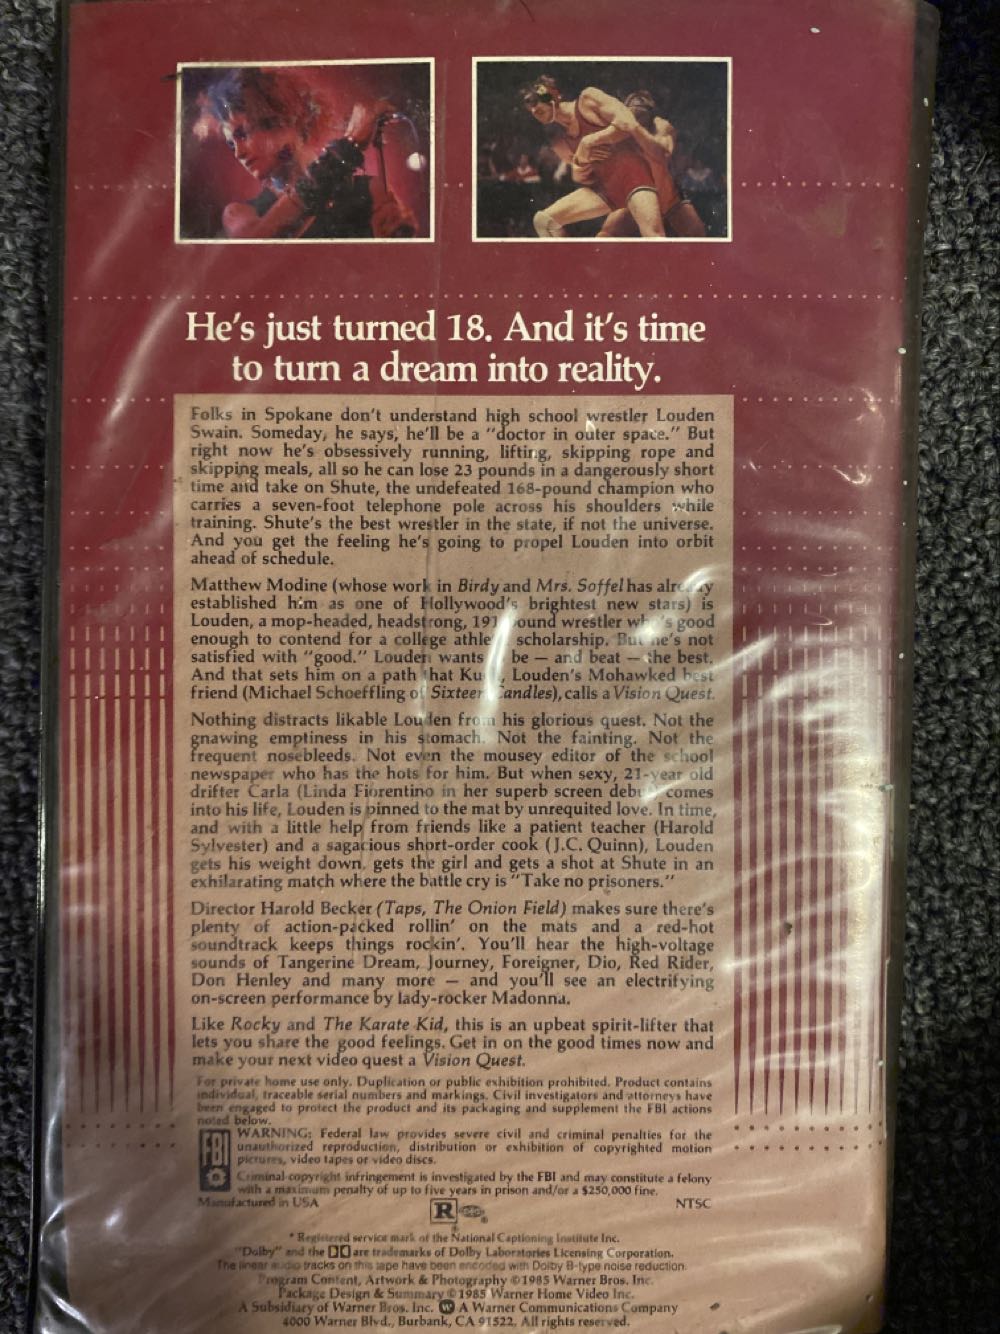 He's just turned 18. And it's time
to turn a dream into reality.
Folks in Spokane don't understand high school wrestler Louden
Swain. Someday, he says, he'll be a "doctor in outer space." But
right now he's obsessively running, lifting, skipping rope and
skipping meals, all so he can lose 23 pounds in a dangerously short
time and take on Shute, the undefeated 168-pound champion who
carries a seven-foot telephone pole across his shoulders while
training. Shute's the best wrestler in the state, if not the universe.
And you get the feeling he's going to propel Louden into orbit
ahead of schedule.
Matthew Modine (whose work in Birdy and Mrs. Soffel has already
established him as one of Hollywood's brightest new stars) is
Louden, a mop-headed, headstrong, 191 pound wrestler who's good
enough to contend for a college athle scholarship. But he's not
satisfied with "good." Louden wants be — and beat — the best.
And that sets him on a path that Ku , Louden's Mohawked best
friend (Michael Schoeffling of Sixteen Candles), calls a Vision Quest.
Nothing distracts likable Louden from his glorious quest. Not the
gnawing emptiness in his stomach. Not the fainting. Not the
frequent nosebleeds. Not even the mousey editor of the school
newspaper who has the hots for him. But when sexy, 21-year old
drifter Carla (Linda Fiorentino in her superb screen debut) comes
into his life, Louden is pinned to the mat by unrequited love. In time,
and with a little help from friends like a patient teacher (Harold
Sylvester) and a sagacious short-order cook (J.C. Quinn), Louden
gets his weight down, gets the girl and gets a shot at Shute in an
exhilarating match where the battle cry is "Take no prisoners."
Director Harold Becker (Taps, The Onion Field) makes sure there's
plenty of action-packed rollin' on the mats and a red-hot
soundtrack keeps things rockin'. You'll hear the high-voltage
sounds of Tangerine Dream, Journey, Foreigner, Dio, Red Rider,
Don Henley and many more — and you'll see an electrifying
on-screen performance by lady-rocker Madonna.
Like Rocky and The Karate Kid, this is an upbeat spirit-lifter that
lets you share the good feelings. Get in on the good times now and
make your next video quest a Vision Quest.
For private home use only. Duplication or public exhibition prohibited. Product contains
individual, traceable serial numbers and markings. Civil investigators and attorneys have
been engaged to protect the product and its packaging and supplement the FBI actions
noted below.
FBI WARNING: Federal law provides severe civil and criminal penalties for the
unauthorized reproduction, distribution or exhibition of copyrighted motion
pictures, video tapes or video discs.
Criminal copyright infringement is investigated by the FBI and may constitute a felony
with a maximum penalty of up to five years in prison and/or a $250,000 fine.
Manufactured in USA R NTSC
* Registered service mark of the National Captioning Institute Inc.
"Dolby" and the are trademarks of Dolby Laboratories Licensing Corporation.
The linear audio tracks on this tape have been encoded with Dolby B-type noise reduction.
Program Content, Artwork & Photography © 1985 Warner Bros. Inc.
Package Design & Summary © 1985 Warner Home Video Inc.
A Subsidiary of Warner Bros. Inc. A Warner Communications Company
4000 Warner Blvd., Burbank, CA 91522. All rights reserved.